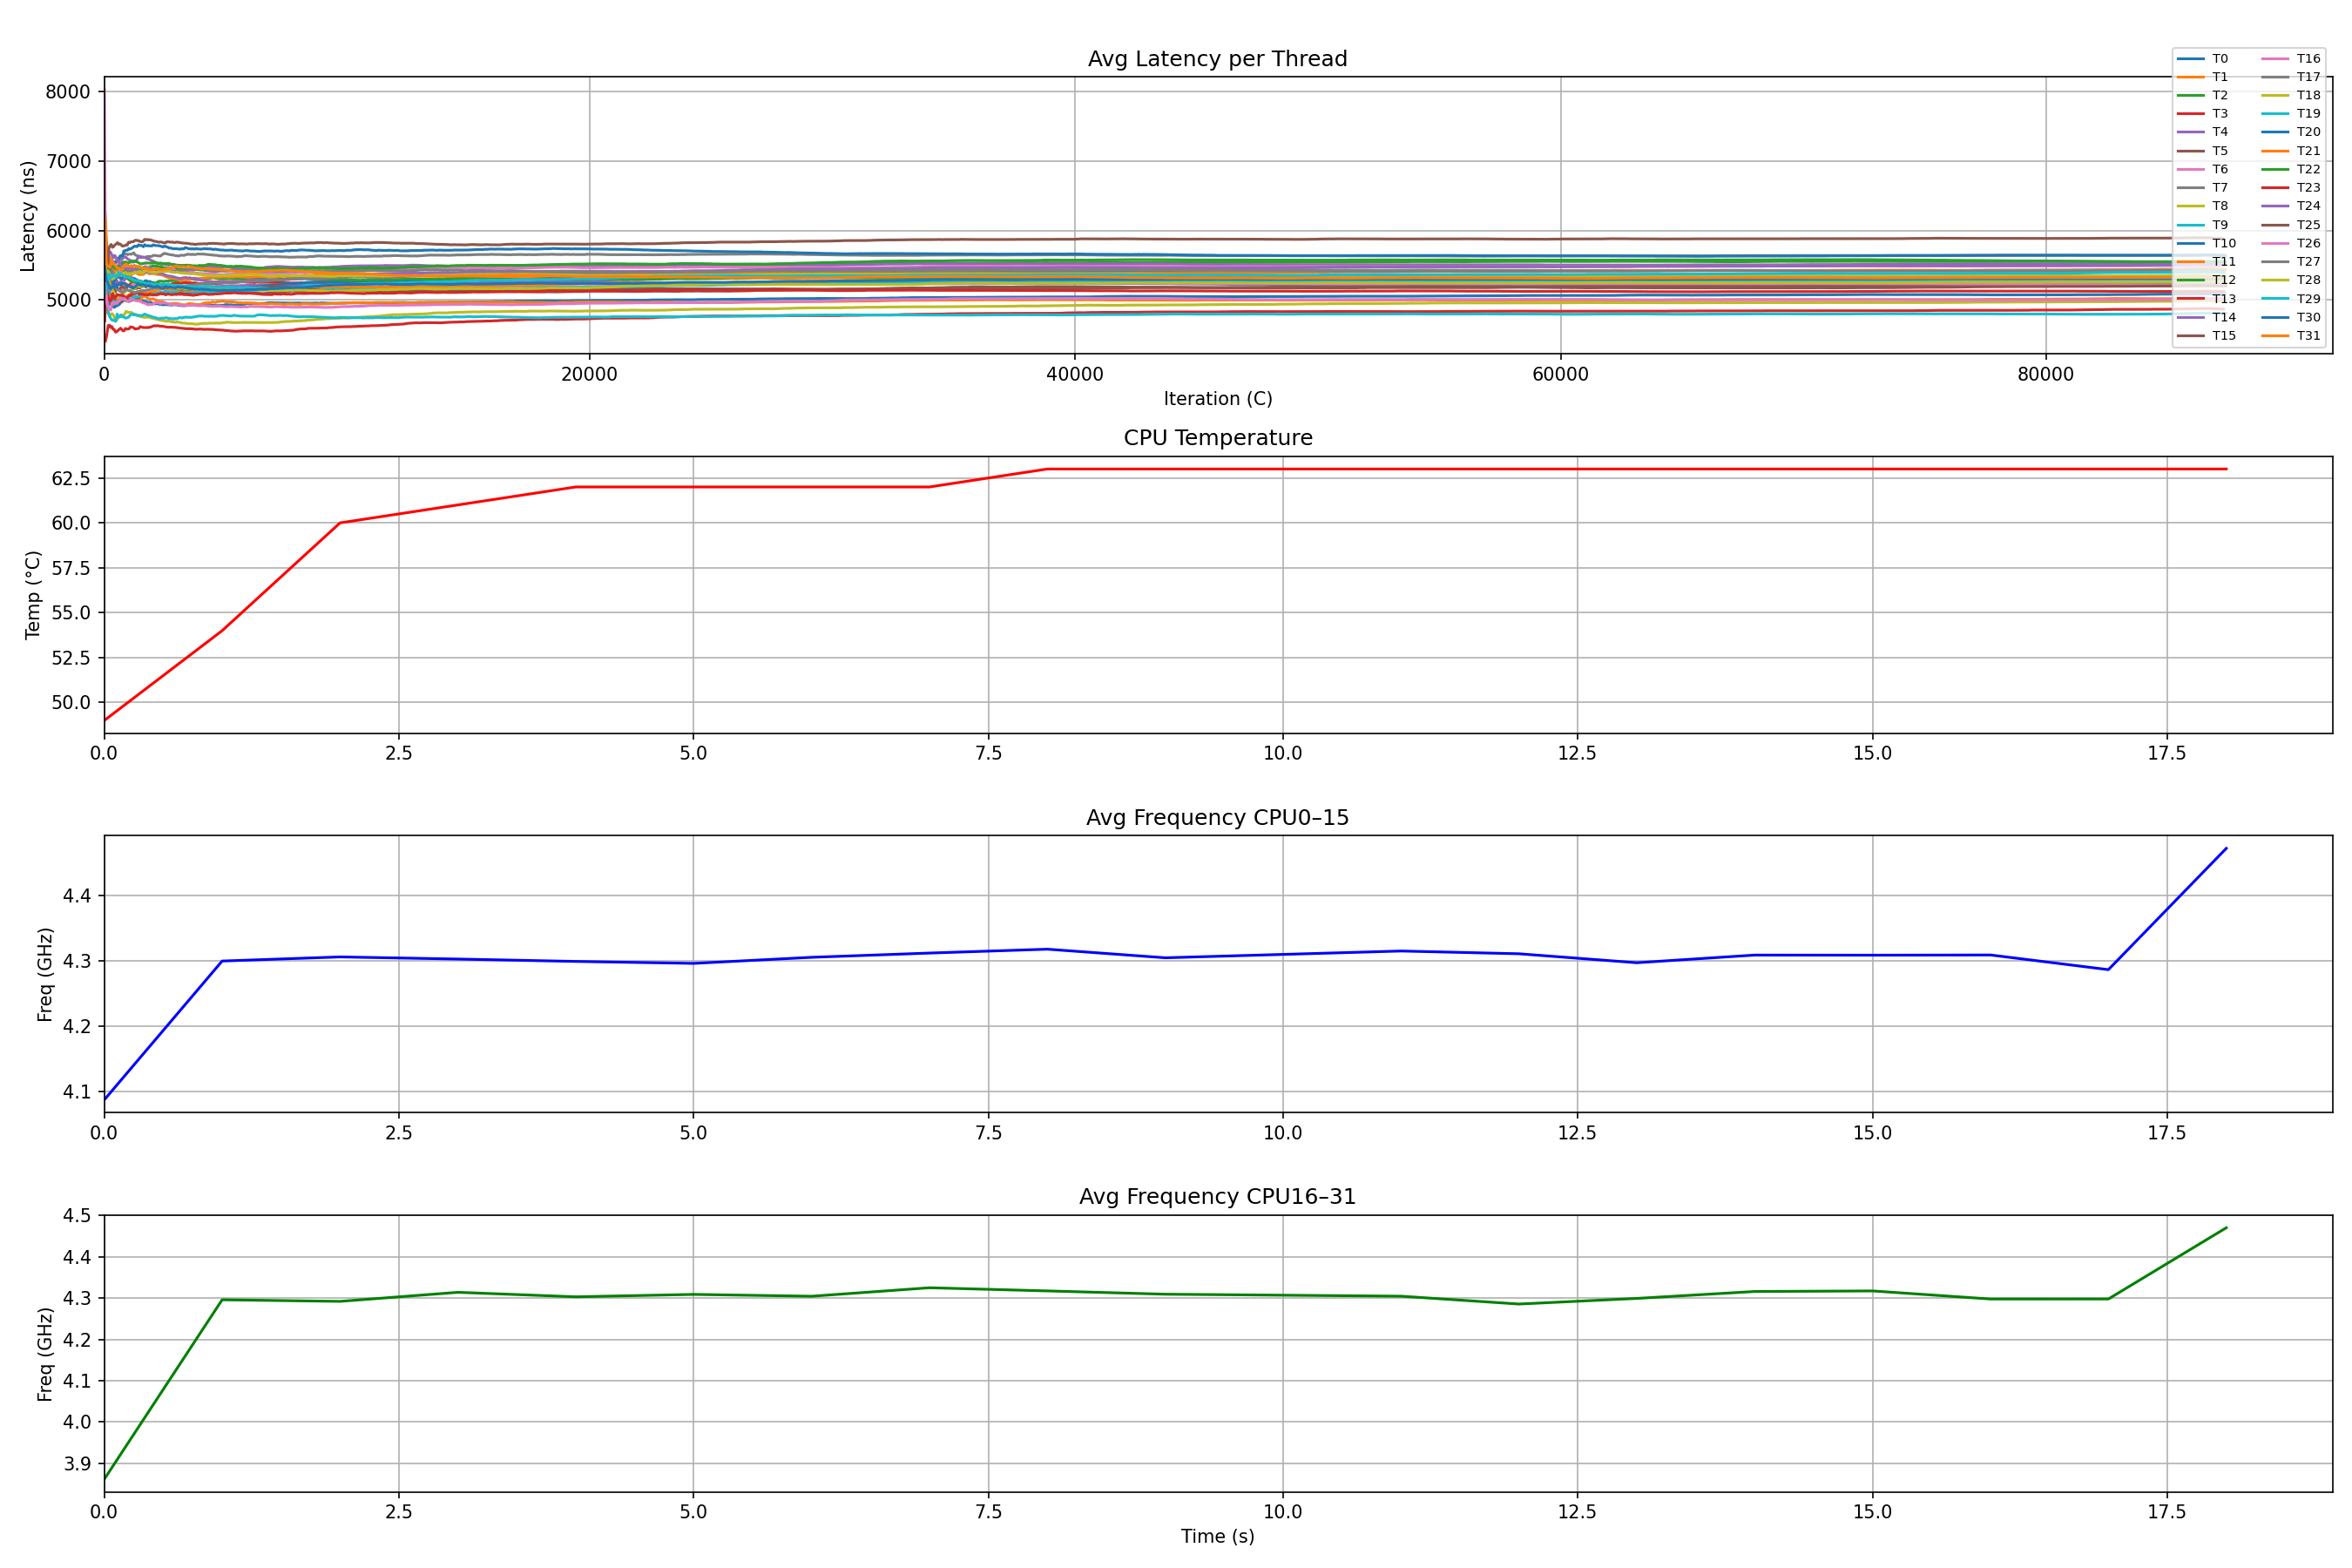 Avg Latency per Thread
8000
7000
6000
5000
Latency (ns)
0 20000 40000 60000 80000
Iteration (C)
T0 T16
T1 T17
T2 T18
T3 T19
T4 T20
T5 T21
T6 T22
T7 T23
T8 T24
T9 T25
T10 T26
T11 T27
T12 T28
T13 T29
T14 T30
T15 T31
CPU Temperature
62.5
60.0
57.5
55.0
52.5
50.0
Temp (°C)
0.0 2.5 5.0 7.5 10.0 12.5 15.0 17.5
Avg Frequency CPU0–15
4.4
4.3
4.2
4.1
Freq (GHz)
0.0 2.5 5.0 7.5 10.0 12.5 15.0 17.5
Avg Frequency CPU16–31
4.5
4.4
4.3
4.2
4.1
4.0
3.9
Freq (GHz)
0.0 2.5 5.0 7.5 10.0 12.5 15.0 17.5
Time (s)